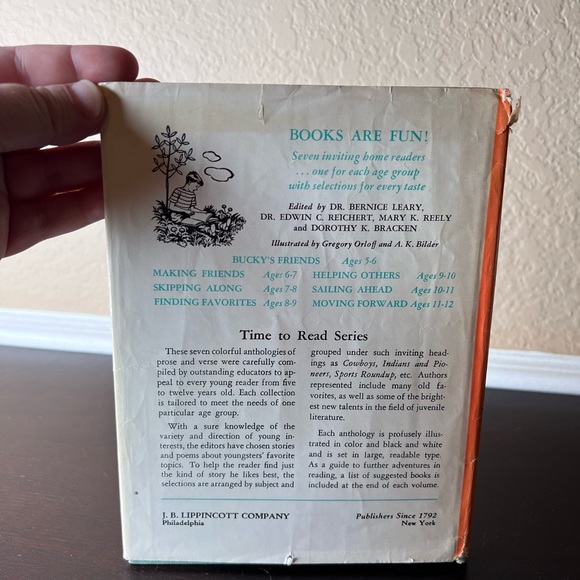 BOOKS ARE FUN!
Seven inviting home readers
. . . one for each age group
with selections for every taste
Edited by DR. BERNICE LEARY,
DR. EDWIN C. REICHERT, MARY K. REELY
and DOROTHY K. BRACKEN
Illustrated by Gregory Orloff and A. K. Bilder
BUCKY'S FRIENDS Ages 5-6
MAKING FRIENDS Ages 6-7 HELPING OTHERS Ages 9-10
SKIPPING ALONG Ages 7-8 SAILING AHEAD Ages 10-11
FINDING FAVORITES Ages 8-9 MOVING FORWARD Ages 11-12
Time to Read Series
These seven colorful anthologies of
prose and verse were carefully com-
piled by outstanding educators to ap-
peal to every young reader from five
to twelve years old. Each collection
is tailored to meet the needs of one
particular age group.
With a sure knowledge of the
variety and direction of young in-
terests, the editors have chosen stories
and poems about youngsters' favorite
topics. To help the reader find just
the kind of story he likes best, the
selections are arranged by subject and
grouped under such inviting head-
ings as Cowboys, Indians and Pio-
neers, Sports Roundup, etc. Authors
represented include many old fa-
vorites, as well as some of the bright-
est new talents in the field of juvenile
literature.
Each anthology is profusely illus-
trated in color and black and white
and is set in large, readable type.
As a guide to further adventures in
reading, a list of suggested books is
included at the end of each volume.
J. B. LIPPINCOTT COMPANY
Philadelphia
Publishers Since 1792
New York